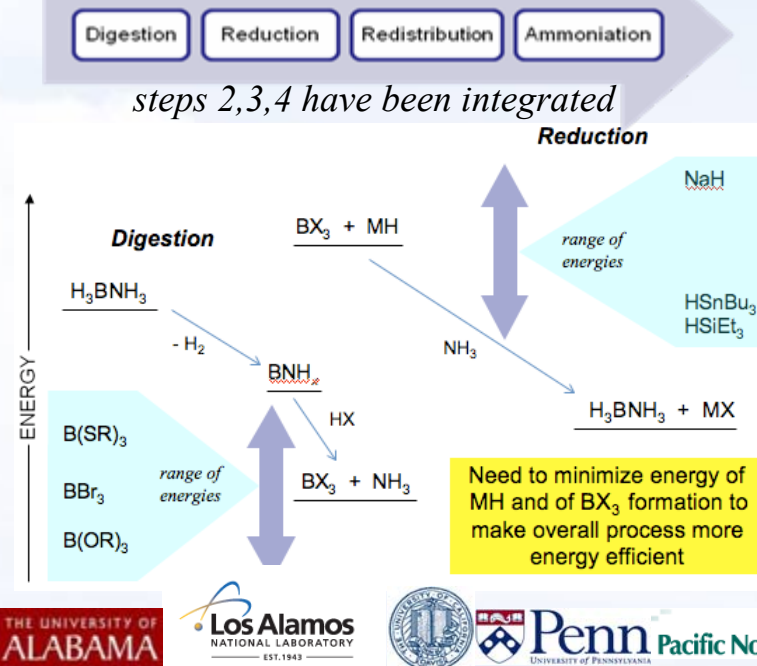 Digestion
Reduction
Redistribution
Ammoniation
steps 2,3,4 have been integrated
Reduction
NaH
range of
energies
HSnBu₃
HSiEt₃
BX₃ + MH
Digestion
H₃BNH₃
- H₂
NH₃
BNHₓ
HX
H₃BNH₃ + MX
ENERGY
B(SR)₃
BBr₃
B(OR)₃
range of
energies
BX₃ + NH₃
Need to minimize energy of
MH and of BX₃ formation to
make overall process more
energy efficient
THE UNIVERSITY OF
ALABAMA
Los Alamos
NATIONAL LABORATORY
EST.1943
Penn
UNIVERSITY OF PENNSYLVANIA
Pacific No